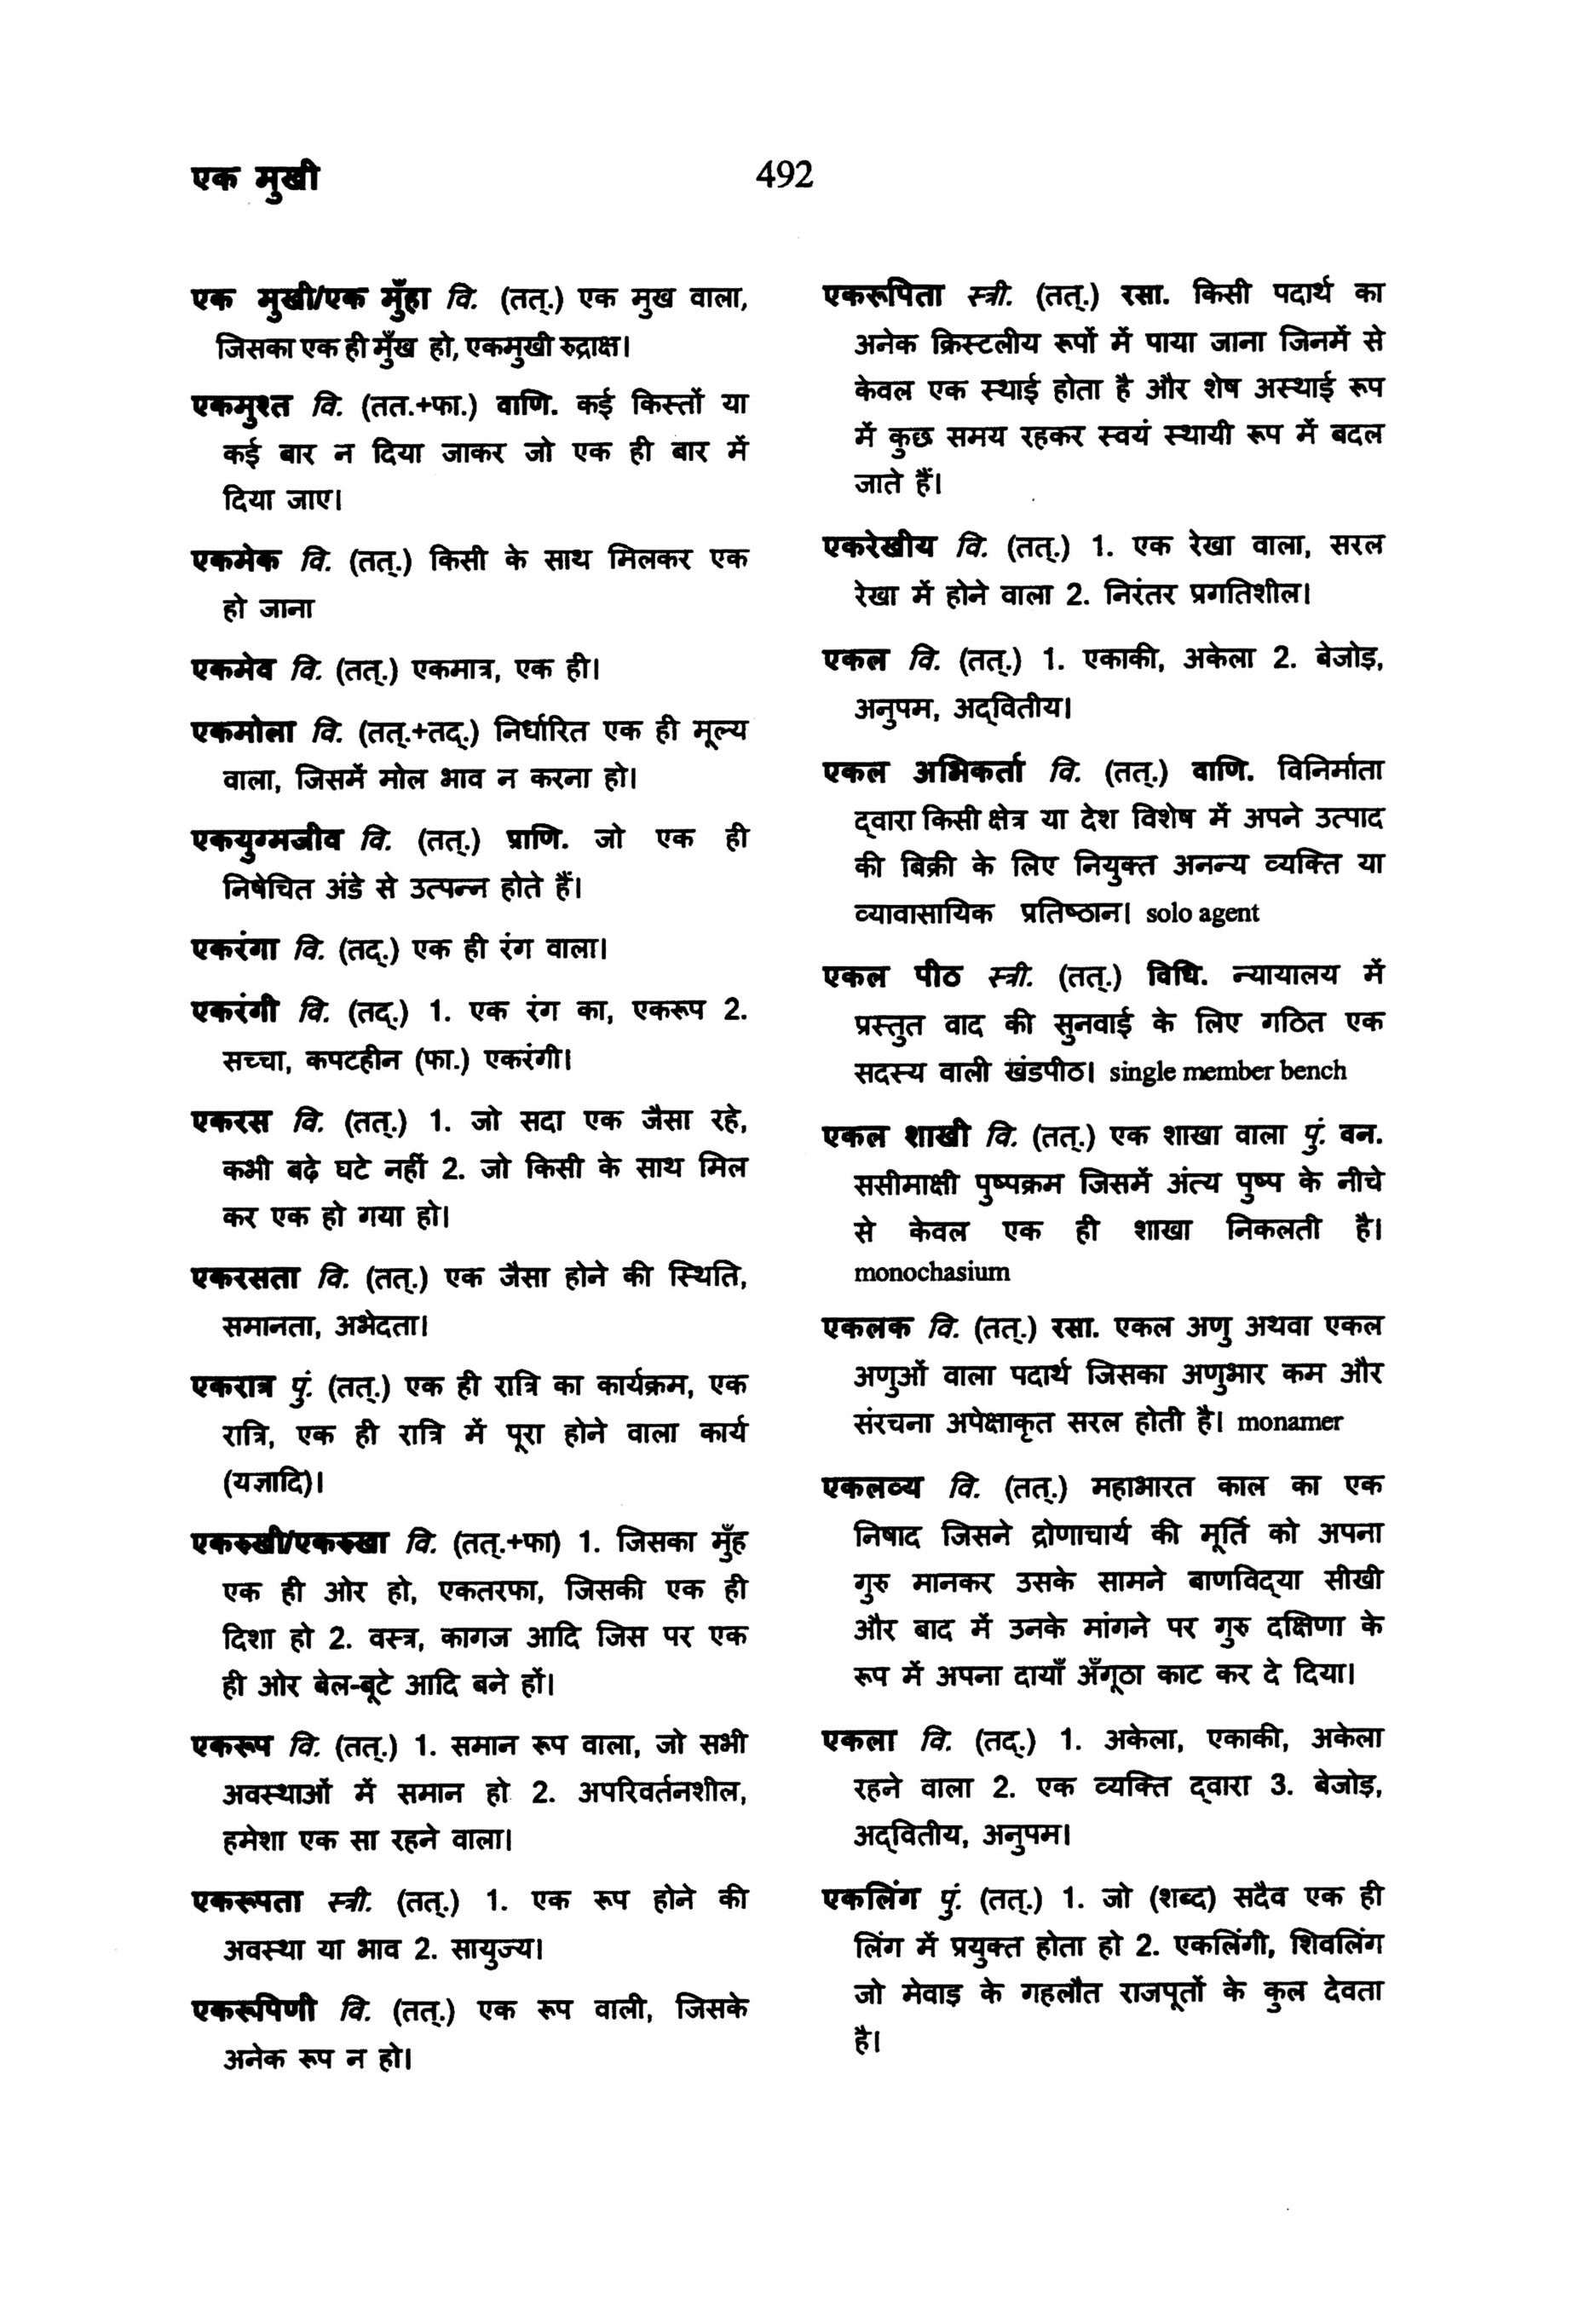 एक मुखी
492
एक मुखी/एक मुँहा वि. (तत्.) एक मुख वाला,
जिसका एक ही मुँख हो, एकमुखी रुद्राक्ष।
एकमुश्त वि. (तत.+फा.) वाणि. कई किस्तों या
कई बार न दिया जाकर जो एक ही बार में
दिया जाए।
एकमेक वि. (तत्.) किसी के साथ मिलकर एक
हो जाना
एकमेव वि. (तत्.) एकमात्र, एक ही।
एकमोला वि. (तत्.+तद्.) निर्धारित एक ही मूल्य
वाला, जिसमें मोल भाव न करना हो।
एकयुग्मजीव वि. (तत्.) प्राणि. जो एक ही
निषेचित अंडे से उत्पन्न होते हैं।
एकरंगा वि. (तद्.) एक ही रंग वाला।
एकरंगी वि. (तद्.) 1. एक रंग का, एकरूप 2.
सच्चा, कपटहीन (फा.) एकरंगी।
एकरस वि. (तत्.) 1. जो सदा एक जैसा रहे,
कभी बढ़े घटे नहीं 2. जो किसी के साथ मिल
कर एक हो गया हो।
एकरसता वि. (तत्.) एक जैसा होने की स्थिति,
समानता, अभेदता।
एकरात्र पुं. (तत्.) एक ही रात्रि का कार्यक्रम, एक
रात्रि, एक ही रात्रि में पूरा होने वाला कार्य
(यज्ञादि)।
एकरुखी/एकरुखा वि. (तत्.+फा) 1. जिसका मुँह
एक ही ओर हो, एकतरफा, जिसकी एक ही
दिशा हो 2. वस्त्र, कागज आदि जिस पर एक
ही ओर बेल-बूटे आदि बने हों।
एकरूप वि. (तत्.) 1. समान रूप वाला, जो सभी
अवस्थाओं में समान हो 2. अपरिवर्तनशील,
हमेशा एक सा रहने वाला।
एकरूपता स्त्री. (तत्.) 1. एक रूप होने की
अवस्था या भाव 2. सायुज्य।
एकरूपिणी वि. (तत्.) एक रूप वाली, जिसके
अनेक रूप न हो।
एकरूपिता स्त्री. (तत्.) रसा. किसी पदार्थ का
अनेक क्रिस्टलीय रूपों में पाया जाना जिनमें से
केवल एक स्थाई होता है और शेष अस्थाई रूप
में कुछ समय रहकर स्वयं स्थायी रूप में बदल
जाते हैं।
एकरेखीय वि. (तत्.) 1. एक रेखा वाला, सरल
रेखा में होने वाला 2. निरंतर प्रगतिशील।
एकल वि. (तत्.) 1. एकाकी, अकेला 2. बेजोड़,
अनुपम, अद्‌वितीय।
एकल अभिकर्ता वि. (तत्.) वाणि. विनिर्माता
द्‌वारा किसी क्षेत्र या देश विशेष में अपने उत्पाद
की बिक्री के लिए नियुक्त अनन्य व्यक्ति या
व्यावासायिक प्रतिष्ठान। solo agent
एकल पीठ स्त्री. (तत्.) विधि. न्यायालय में
प्रस्तुत वाद की सुनवाई के लिए गठित एक
सदस्य वाली खंडपीठ। single member bench
एकल शाखी वि. (तत्.) एक शाखा वाला पुं. वन.
ससीमाक्षी पुष्पक्रम जिसमें अंत्य पुष्प के नीचे
से केवल एक ही शाखा निकलती है।
monochasium
एकलक वि. (तत्.) रसा. एकल अणु अथवा एकल
अणुओं वाला पदार्थ जिसका अणुभार कम और
संरचना अपेक्षाकृत सरल होती है। monamer
एकलव्य वि. (तत्.) महाभारत काल का एक
निषाद जिसने द्रोणाचार्य की मूर्ति को अपना
गुरु मानकर उसके सामने बाणविद्‌या सीखी
और बाद में उनके मांगने पर गुरु दक्षिणा के
रूप में अपना दायाँ अँगूठा काट कर दे दिया।
एकला वि. (तद्.) 1. अकेला, एकाकी, अकेला
रहने वाला 2. एक व्यक्ति द्‌वारा 3. बेजोड़,
अद्‌वितीय, अनुपम।
एकलिंग पुं. (तत्.) 1. जो (शब्द) सदैव एक ही
लिंग में प्रयुक्त होता हो 2. एकलिंगी, शिवलिंग
जो मेवाड़ के गहलौत राजपूतों के कुल देवता
है।